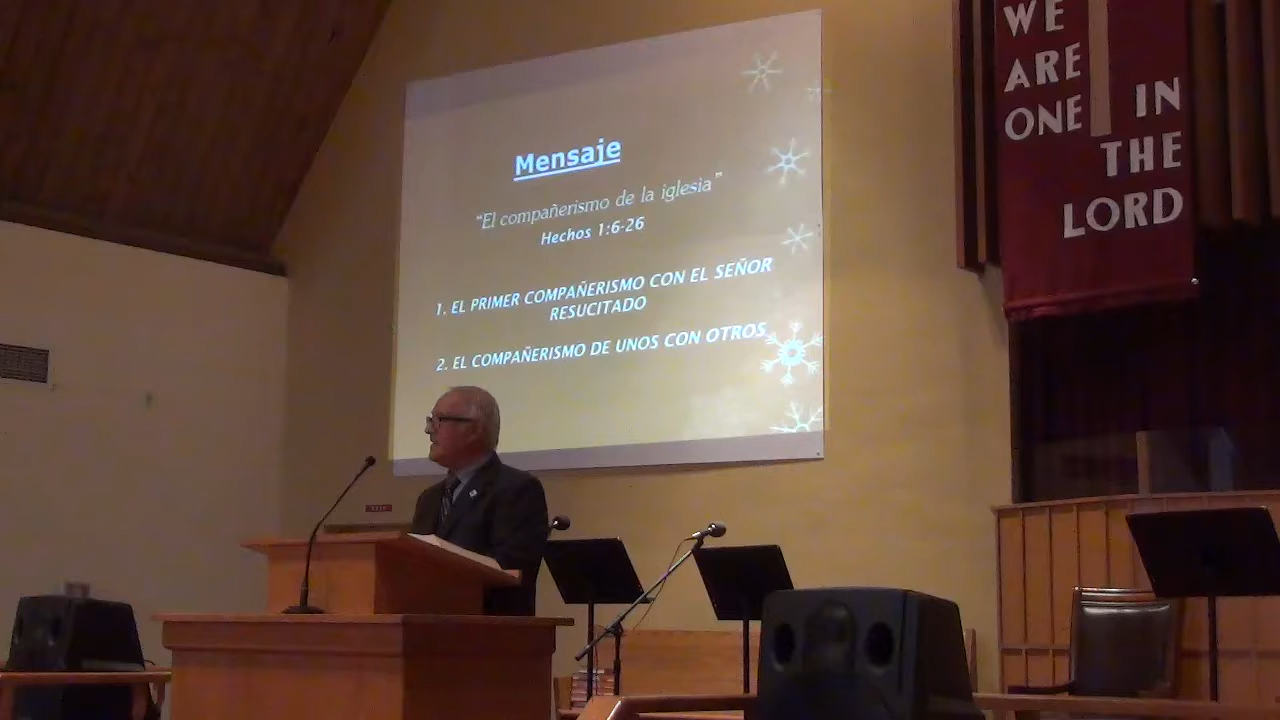 Mensaje
“El compañerismo de la iglesia”
Hechos 1:6-26
1. EL PRIMER COMPAÑERISMO CON EL SEÑOR
RESUCITADO
2. EL COMPAÑERISMO DE UNOS CON OTROS
WE
ARE
ONE IN
THE
LORD